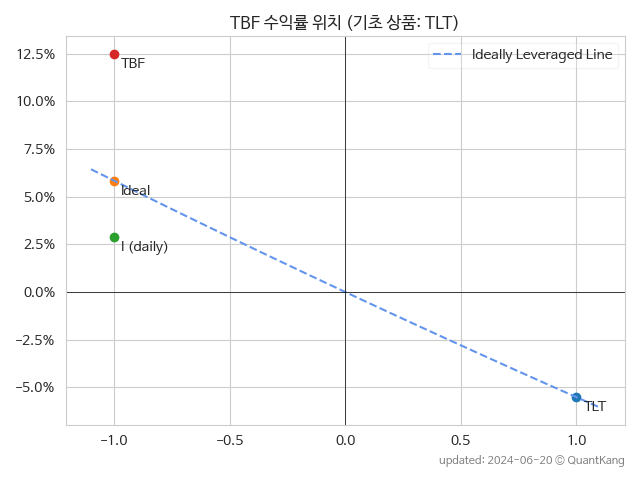 TBF 수익률 위치 (기초 상품: TLT)
Ideally Leveraged Line
12.5%
TBF
10.0%
7.5%
Ideal
5.0%
2.5%
I (daily)
0.0%
−2.5%
−5.0%
TLT
−1.0 −0.5 0.0 0.5 1.0
updated: 2024-06-20 © QuantKang